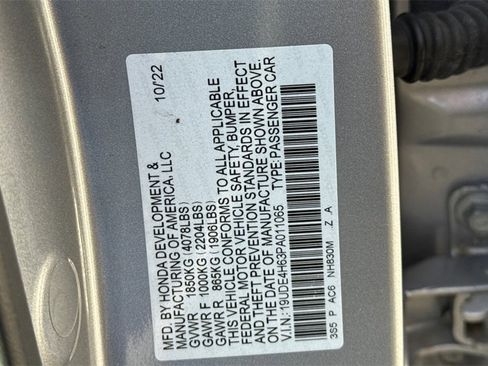 MFD. BY HONDA DEVELOPMENT & 10/22
MANUFACTURING OF AMERICA, LLC
GVWR 1850KG (4078LBS)
GAWR F 1000KG (2204LBS)
GAWR R 865KG (1906LBS)
THIS VEHICLE CONFORMS TO ALL APPLICABLE
FEDERAL MOTOR VEHICLE SAFETY, BUMPER,
AND THEFT PREVENTION STANDARDS IN EFFECT
ON THE DATE OF MANUFACTURE SHOWN ABOVE.
V.I.N.: 19UDE4H63PA011065 TYPE:PASSENGER CAR
3S5 P AC6 NH830M Z A